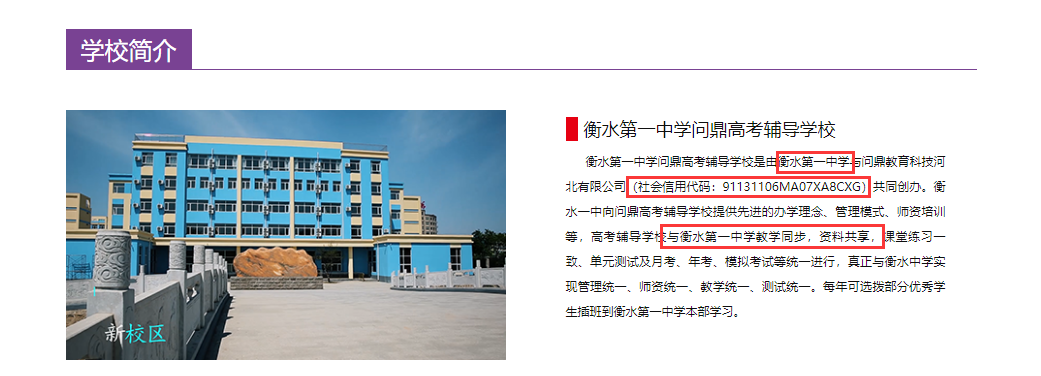 学校简介
衡水第一中学问鼎高考辅导学校
衡水第一中学问鼎高考辅导学校是由衡水第一中学与问鼎教育科技河
北有限公司（社会信用代码：91131106MA07XA8CXG）共同创办。衡
水一中向问鼎高考辅导学校提供先进的办学理念、管理模式、师资培训
等，高考辅导学校与衡水第一中学教学同步，资料共享，课堂练习一
致、单元测试及月考、年考、模拟考试等统一进行，真正与衡水中学实
现管理统一、师资统一、教学统一、测试统一。每年可选拨部分优秀学
生插班到衡水第一中学本部学习。
新校区